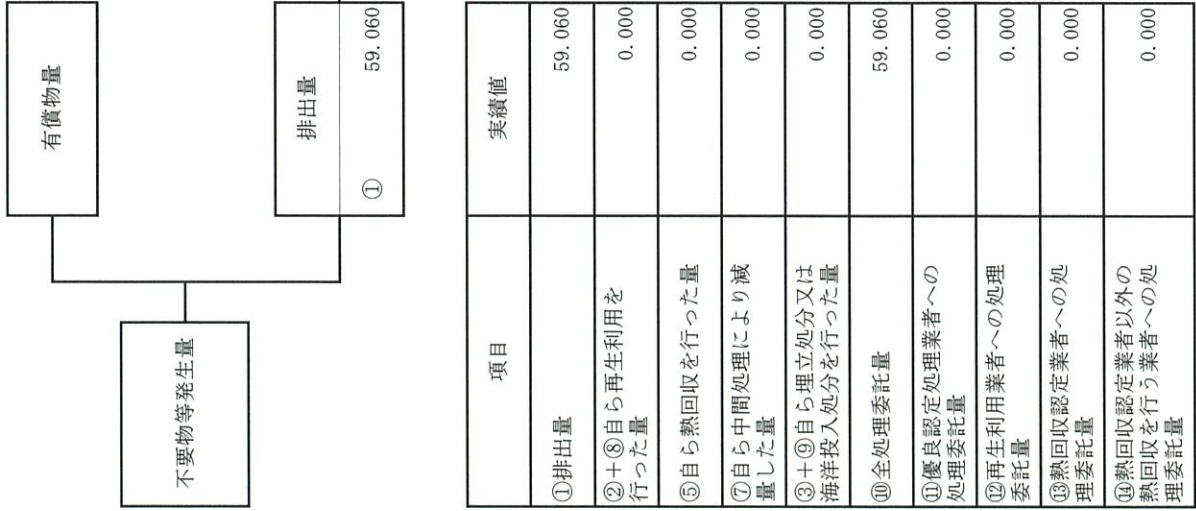 不要物等発生量
有償物量
排出量
① 59.060
項目 実績値
①排出量 59.060
②+⑧自ら再生利用を
行った量 0.000
⑤自ら熱回収を行った量 0.000
⑦自ら中間処理により減
量した量 0.000
③+⑨自ら埋立処分又は
海洋投入処分を行った量 0.000
⑩全処理委託量 59.060
⑪優良認定処理業者への
処理委託量 0.000
⑫再生利用業者への処理
委託量 0.000
⑬熱回収認定業者への処
理委託量 0.000
⑭熱回収認定業者以外の
熱回収を行う業者への処
理委託量 0.000